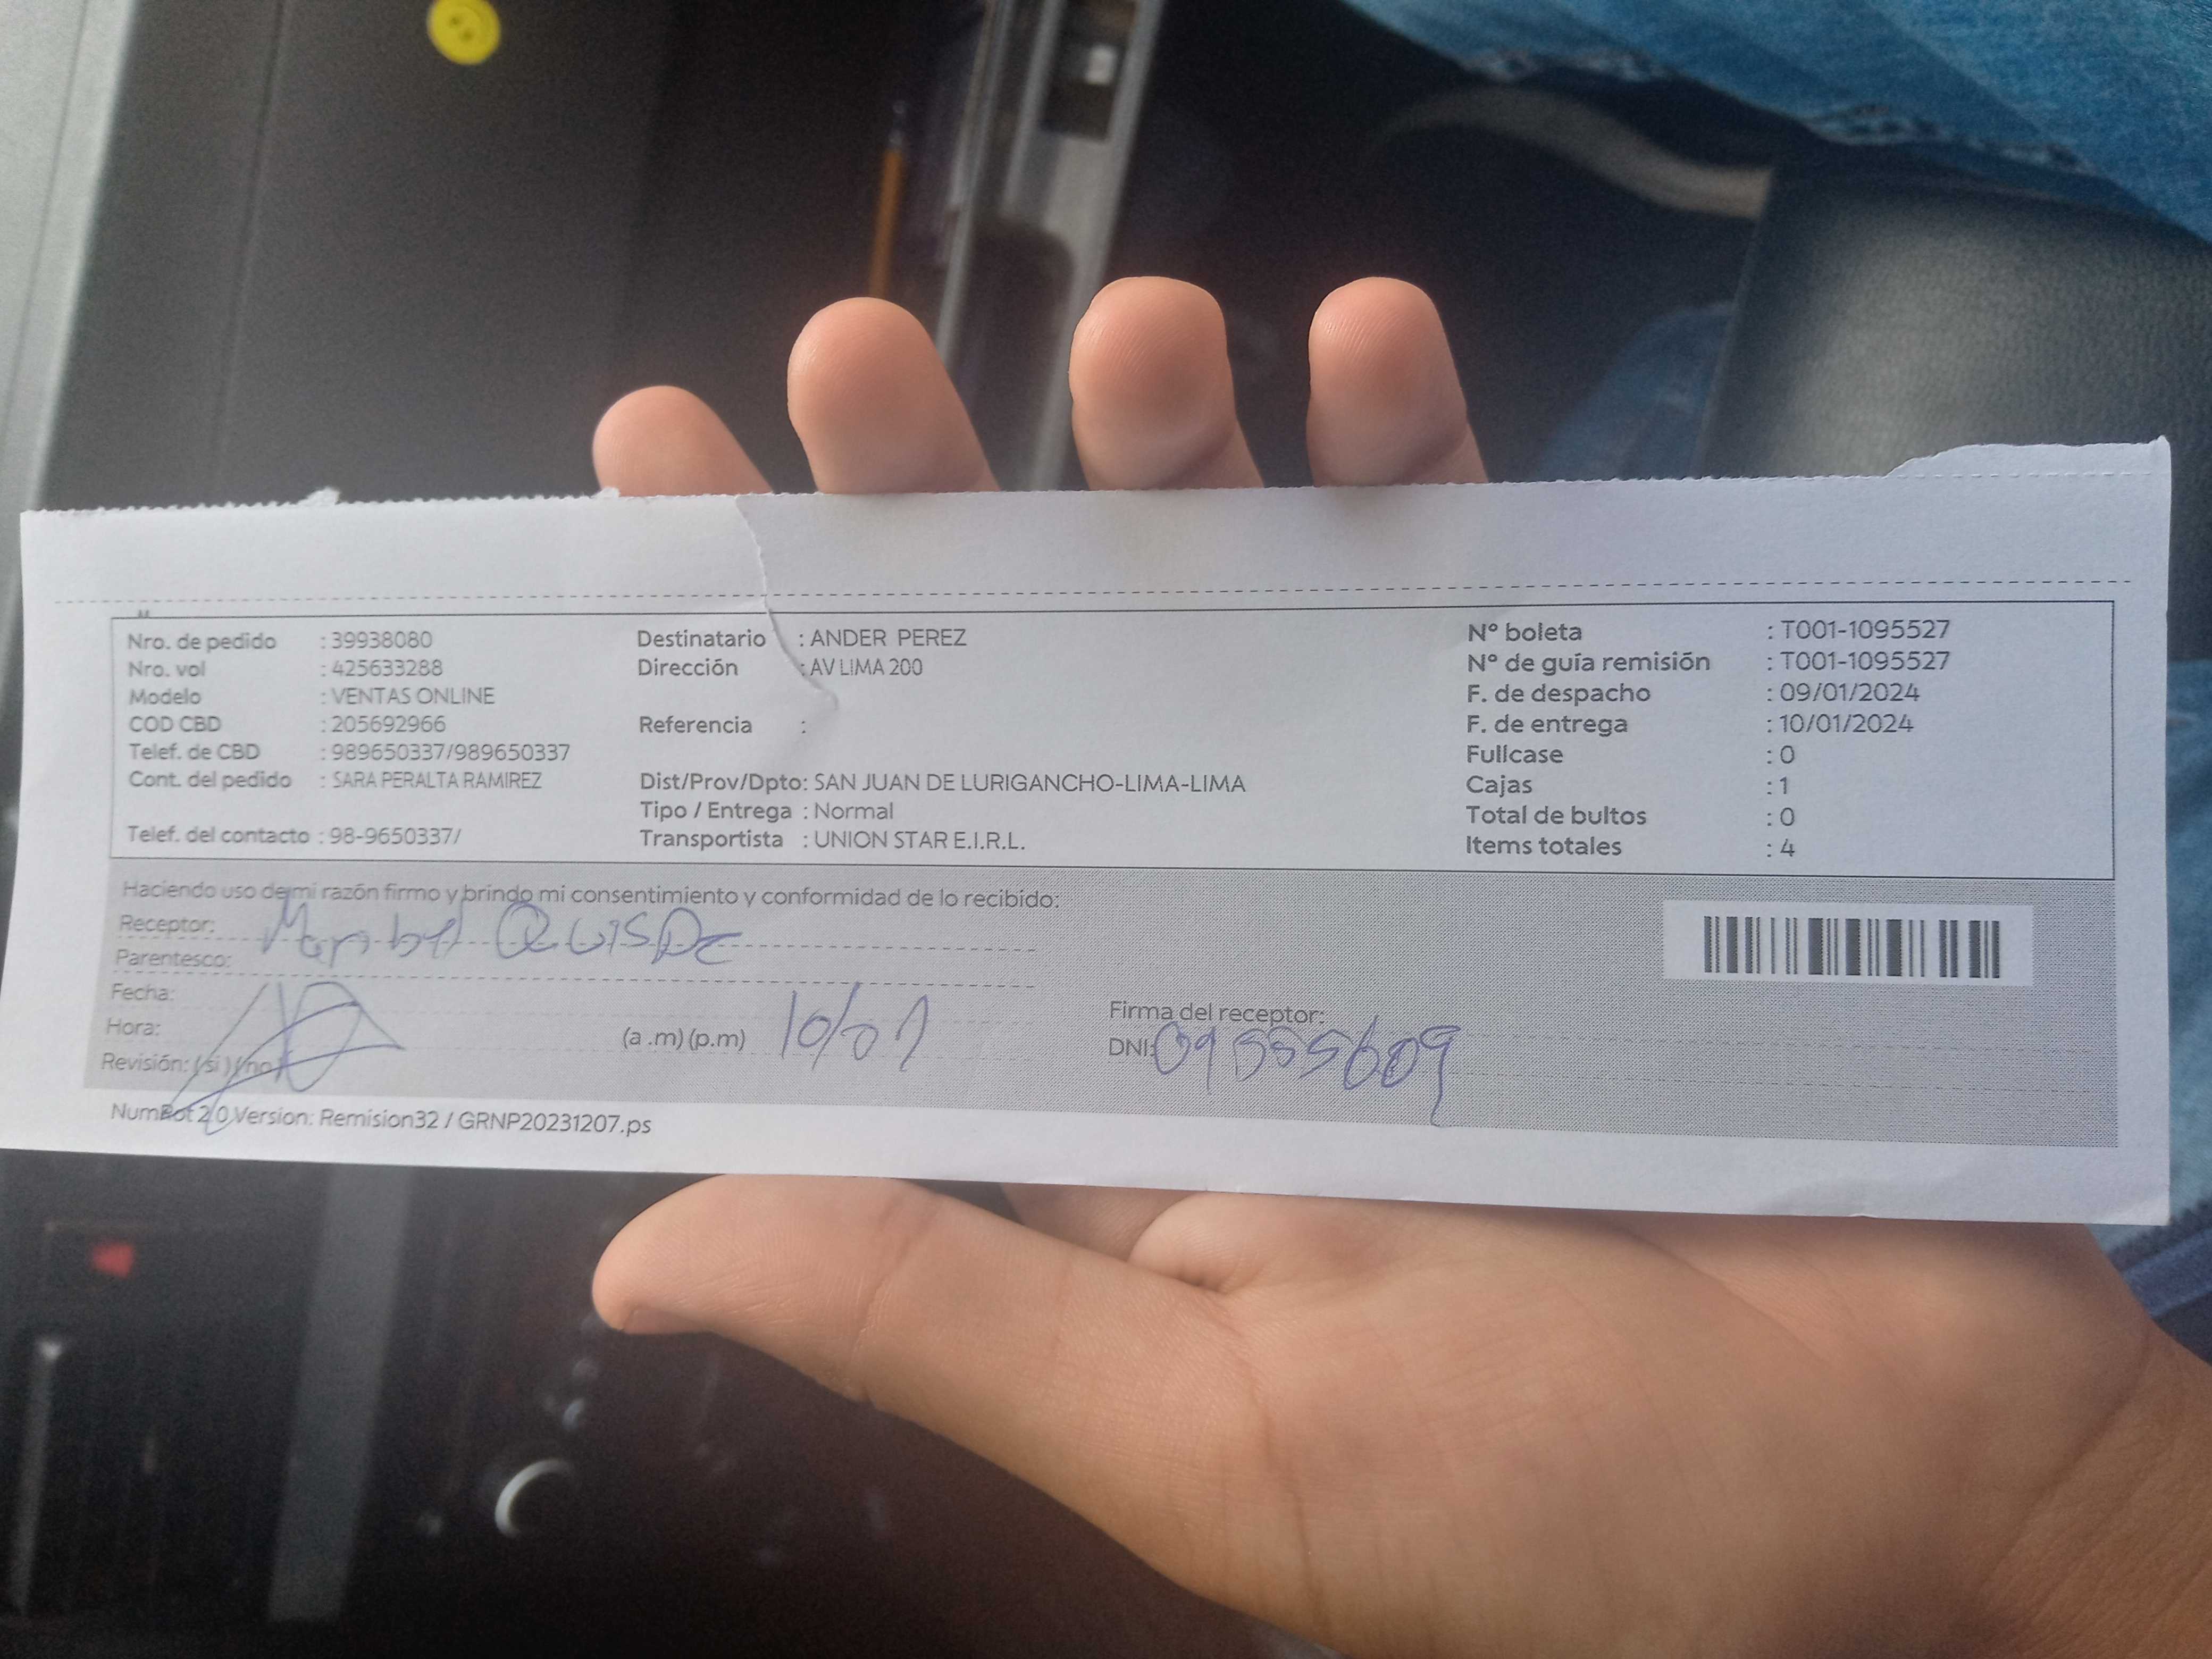 Nro. de pedido : 39938080
Nro. vol : 425633288
Modelo : VENTAS ONLINE
COD CBD : 205692966
Telef. de CBD : 989650337/989650337
Cont. del pedido : SARA PERALTA RAMIREZ
Telef. del contacto : 98-9650337/
Destinatario : ANDER PEREZ
Dirección : AV LIMA 200
Referencia :
Dist/Prov/Dpto: SAN JUAN DE LURIGANCHO-LIMA-LIMA
Tipo / Entrega : Normal
Transportista : UNION STAR E.I.R.L.
N° boleta : T001-1095527
N° de guía remisión : T001-1095527
F. de despacho : 09/01/2024
F. de entrega : 10/01/2024
Fullcase : 0
Cajas : 1
Total de bultos : 0
Items totales : 4
Haciendo uso de mi razón firmo y brindo mi consentimiento y conformidad de lo recibido:
Receptor: Maribel QUISPe
Parentesco:
Fecha:
Hora: (a .m) (p.m) 10/01
Revisión: (si) (no)
Firma del receptor:
DNI: 09555609
NumRot 2.0 Version: Remision32 / GRNP20231207.ps